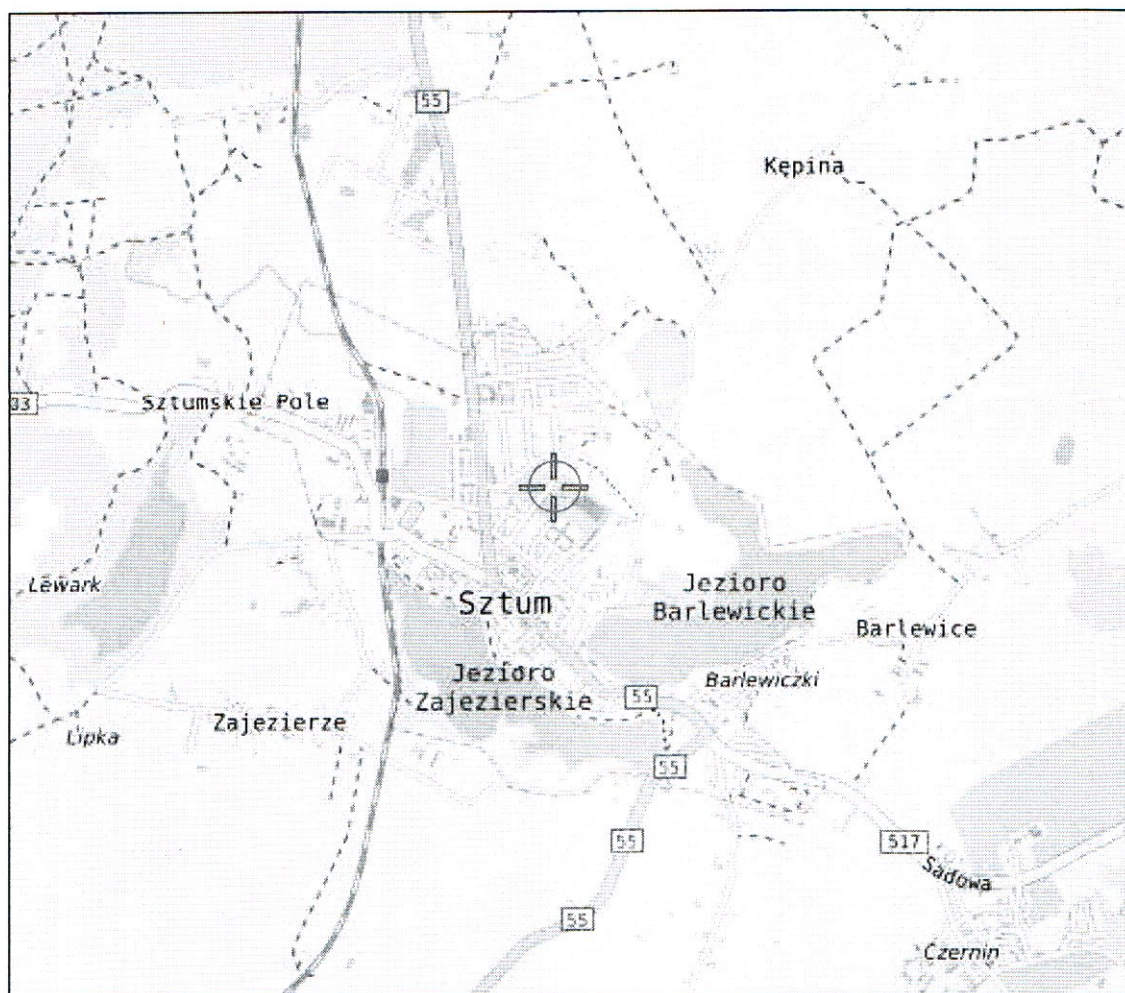 55
Kępina
03
Sztumskie Pole
Lewark
Sztum
Jezioro
Barlewickie
Barlewice
Jezioro
Zajezierskie
Barlewiczki
55
Zajezierze
Lipka
55
55
517
Sadowa
55
Czernin